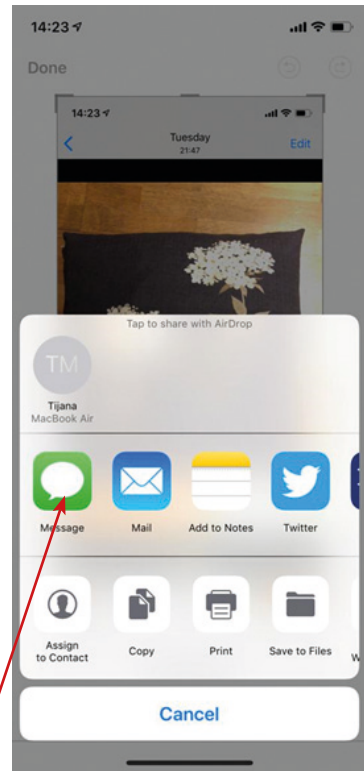 14:23
Done
14:23
Tuesday
21:47
Edit
Tap to share with AirDrop
TM
Tijana
MacBook Air
Message
Mail
Add to Notes
Twitter
Assign
to Contact
Copy
Print
Save to Files
W
Cancel